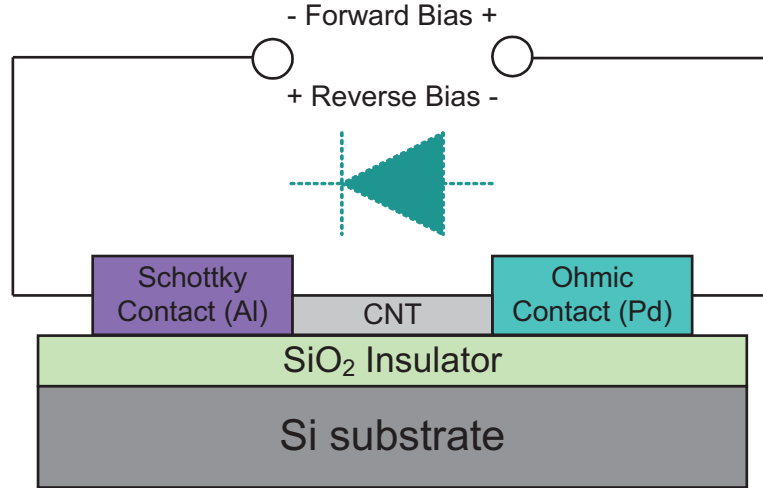 - Forward Bias +
+ Reverse Bias -
Schottky
Contact (Al)
CNT
Ohmic
Contact (Pd)
SiO₂ Insulator
Si substrate